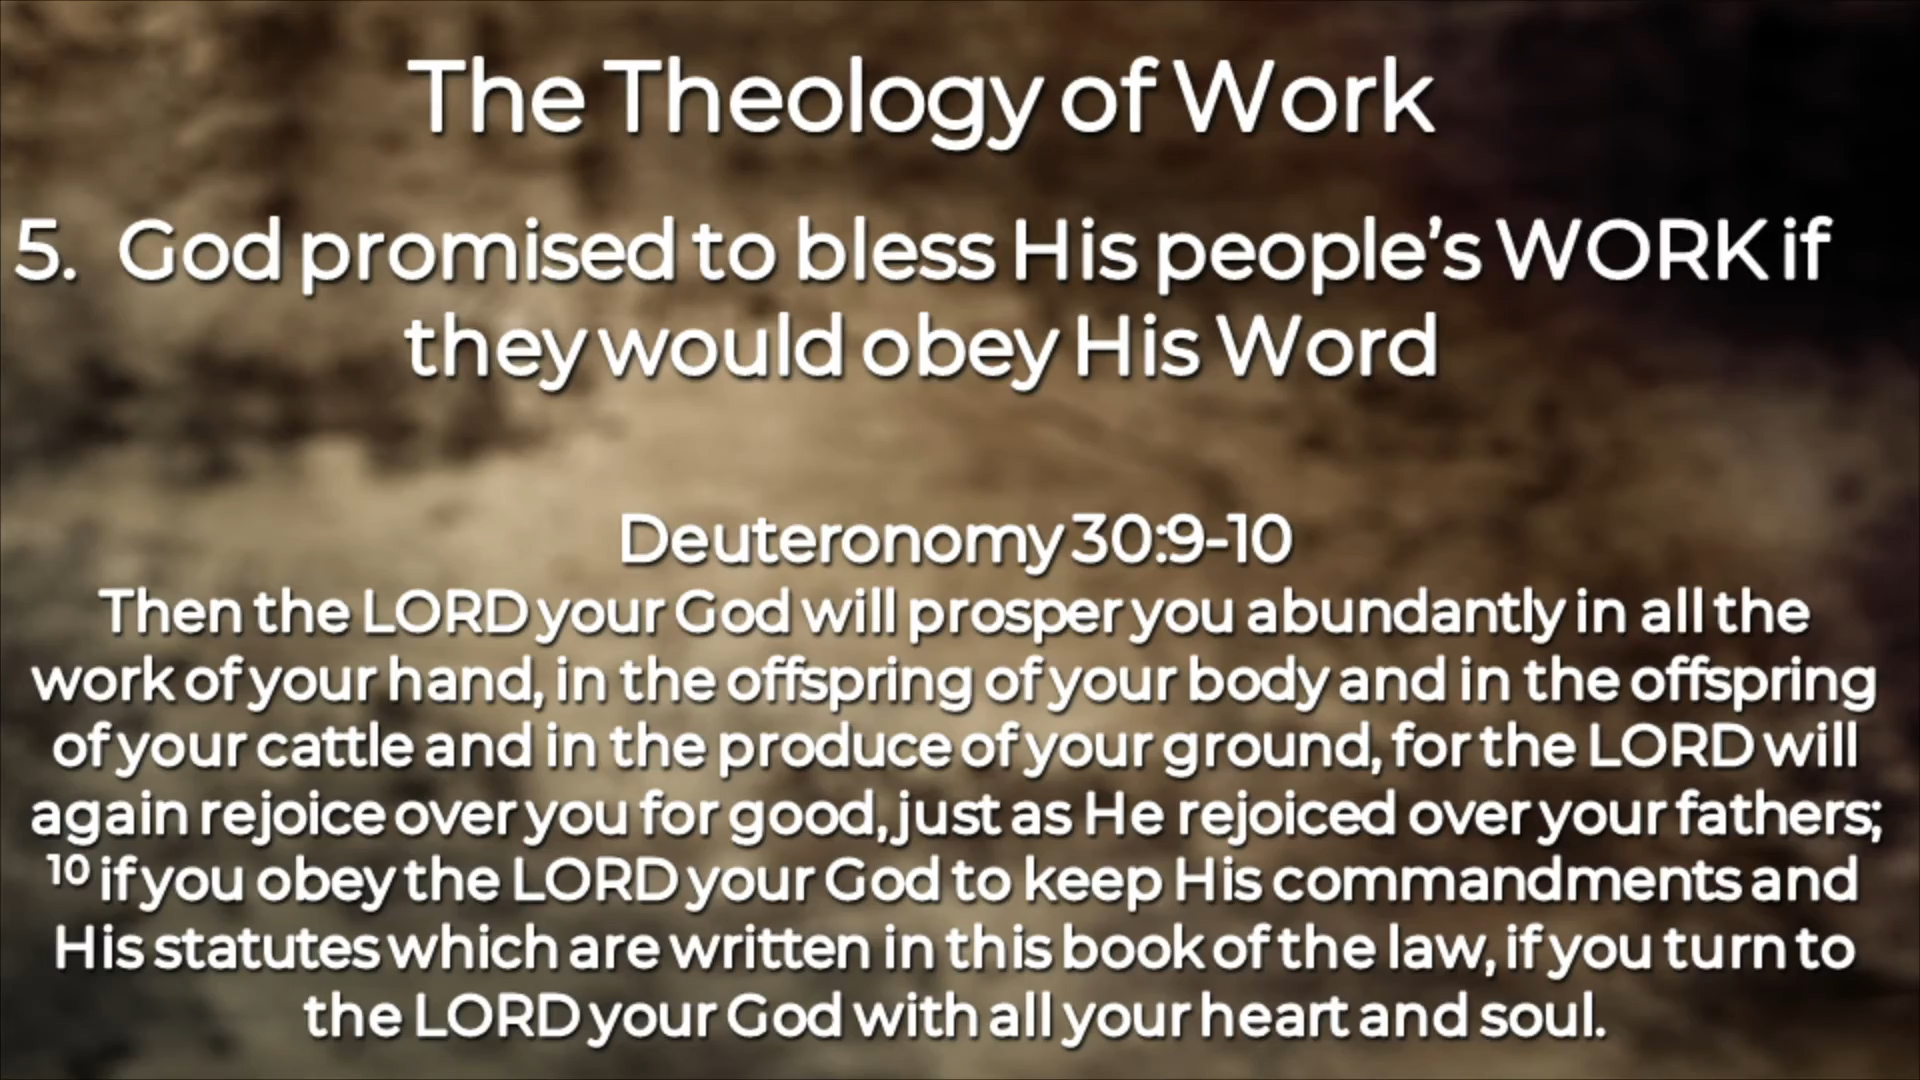 The Theology of Work
5. God promised to bless His people’s WORK if
they would obey His Word
Deuteronomy 30:9-10
Then the LORD your God will prosper you abundantly in all the
work of your hand, in the offspring of your body and in the offspring
of your cattle and in the produce of your ground, for the LORD will
again rejoice over you for good, just as He rejoiced over your fathers;
10 if you obey the LORD your God to keep His commandments and
His statutes which are written in this book of the law, if you turn to
the LORD your God with all your heart and soul.